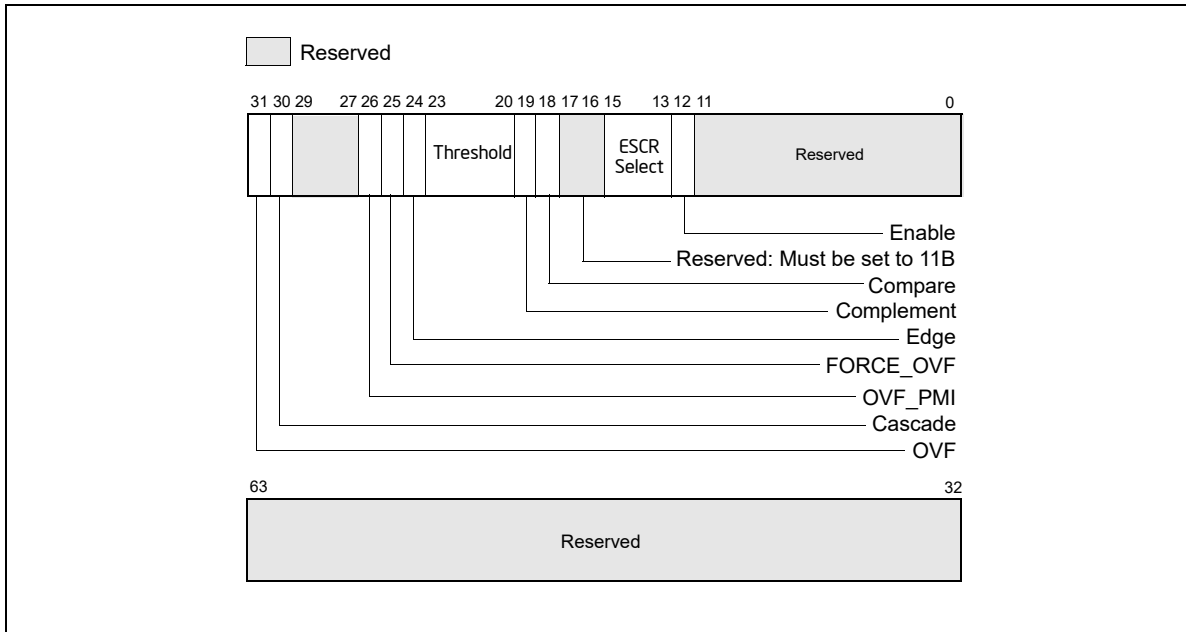 Reserved
31 30 29 27 26 25 24 23 20 19 18 17 16 15 13 12 11 0
Threshold
ESCR
Select
Reserved
Enable
Reserved: Must be set to 11B
Compare
Complement
Edge
FORCE_OVF
OVF_PMI
Cascade
OVF
63 32
Reserved